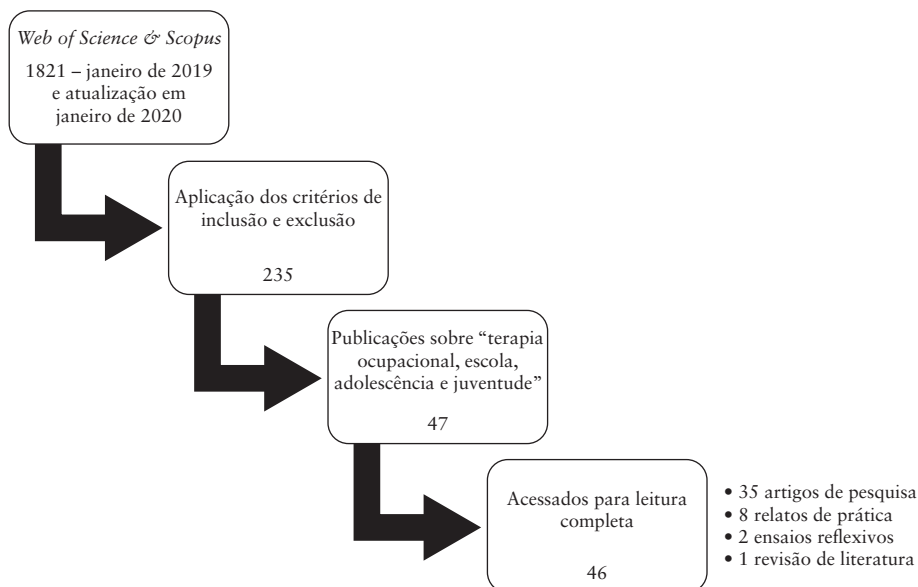 Web of Science & Scopus
1821 – janeiro de 2019
e atualização em
janeiro de 2020
Aplicação dos critérios de
inclusão e exclusão
235
Publicações sobre “terapia
ocupacional, escola,
adolescência e juventude”
47
Acessados para leitura
completa
46
• 35 artigos de pesquisa
• 8 relatos de prática
• 2 ensaios reflexivos
• 1 revisão de literatura